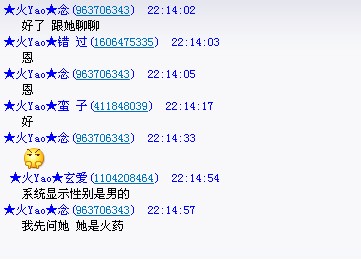 ★火Yao★念(963706343) 22:14:02
好了 跟她聊聊
★火Yao★错 过(1606475335) 22:14:03
恩
★火Yao★念(963706343) 22:14:05
恩
★火Yao★蛮 子(411848039) 22:14:17
好
★火Yao★念(963706343) 22:14:33
★火Yao★玄爱(1104208464) 22:14:54
系统显示性别是男的
★火Yao★念(963706343) 22:14:57
我先问她 她是火药